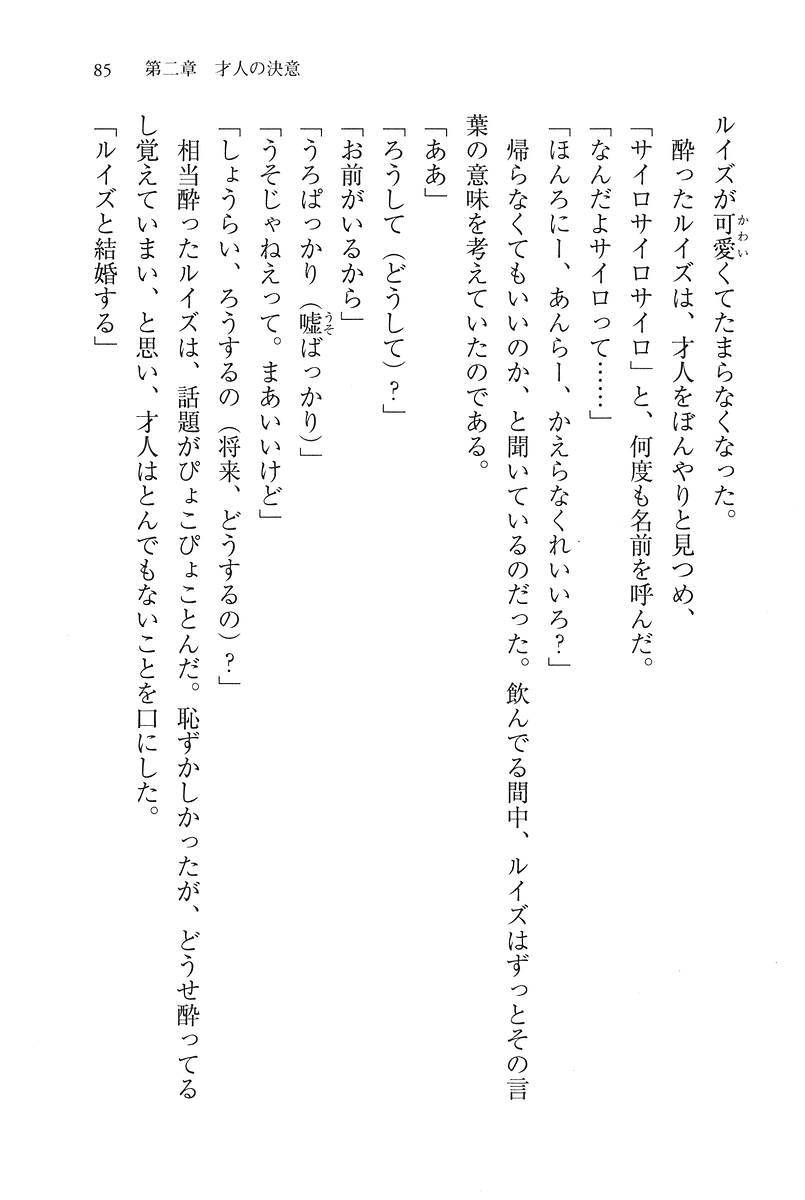 85　第二章　才人の決意
ルイズが可愛くてたまらなくなった。
　酔ったルイズは、才人をぼんやりと見つめ、
「サイロサイロサイロ」と、何度も名前を呼んだ。
「なんだよサイロって……」
「ほんろにー、あんらー、かえらなくれいいろ？」
　帰らなくてもいいのか、と聞いているのだった。飲んでる間中、ルイズはずっとその言
葉の意味を考えていたのである。
「ああ」
「ろうして（どうして）？」
「お前がいるから」
「うろぱっかり（嘘ばっかり）」
「うそじゃねえって。まあいいけど」
「しょうらい、ろうするの（将来、どうするの）？」
　相当酔ったルイズは、話題がぴょこぴょことんだ。恥ずかしかったが、どうせ酔ってる
し覚えていまい、と思い、才人はとんでもないことを口にした。
「ルイズと結婚する」